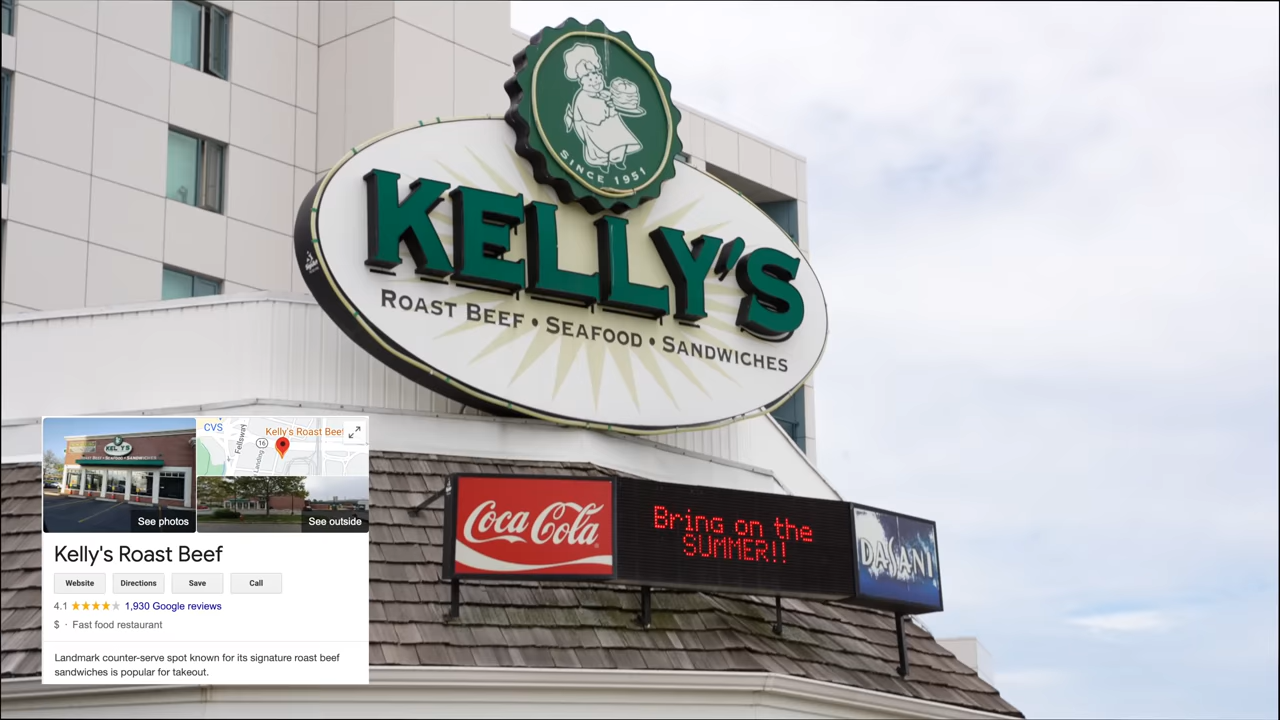 SINCE 1951
KELLY'S
ROAST BEEF • SEAFOOD • SANDWICHES
Coca-Cola
Bring on the
SUMMER!!
DASANI
CVS
Kelly's Roast Beef
Fellsway
16
Landing
See photos
See outside
Kelly's Roast Beef
Website
Directions
Save
Call
4.1
1,930 Google reviews
$ · Fast food restaurant
Landmark counter-serve spot known for its signature roast beef
sandwiches is popular for takeout.